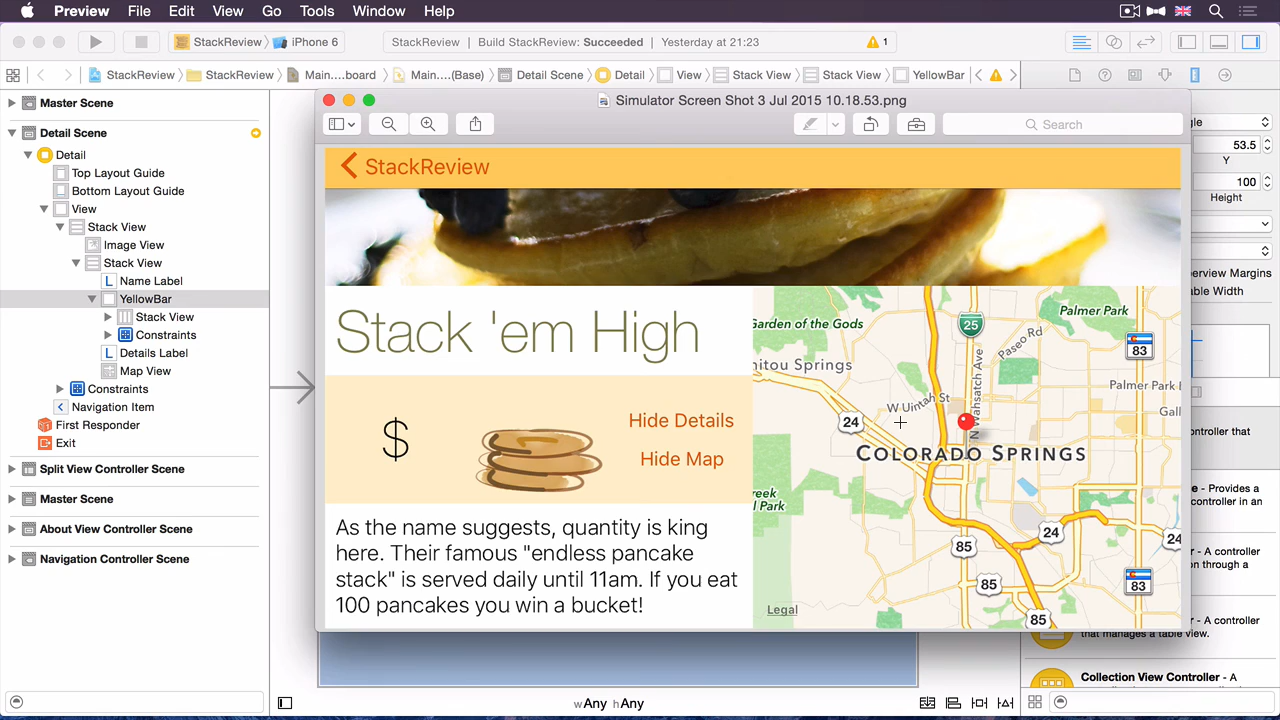 Preview File Edit View Go Tools Window Help
StackReview iPhone 6 StackReview Build StackReview: Succeeded Yesterday at 21:23 1
StackReview StackReview Main....board Main....(Base) Detail Scene Detail View Stack View Stack View YellowBar
Master Scene
Detail Scene
Detail
Top Layout Guide
Bottom Layout Guide
View
Stack View
Image View
Stack View
L Name Label
YellowBar
Stack View
Constraints
L Details Label
Map View
Constraints
Navigation Item
First Responder
Exit
Split View Controller Scene
Master Scene
About View Controller Scene
Navigation Controller Scene
Simulator Screen Shot 3 Jul 2015 10.18.53.png
Search
StackReview
Stack 'em High
$
Hide Details
Hide Map
As the name suggests, quantity is king
here. Their famous "endless pancake
stack" is served daily until 11am. If you eat
100 pancakes you win a bucket!
Garden of the Gods
25
Palmer Park
Paseo Rd
83
nitou Springs
N Wahsatch Ave
Palmer Park
W Uintah St
24
Gall
COLORADO SPRINGS
reek
l Park
24
24
85
85
83
85
Legal
gle
53.5
Y
100
Height
erview Margins
table Width
ontroller that
e - Provides a
controller in an
r - A controller
on through a
r - A controller
that manages a table view.
Collection View Controller - A
wAny hAny